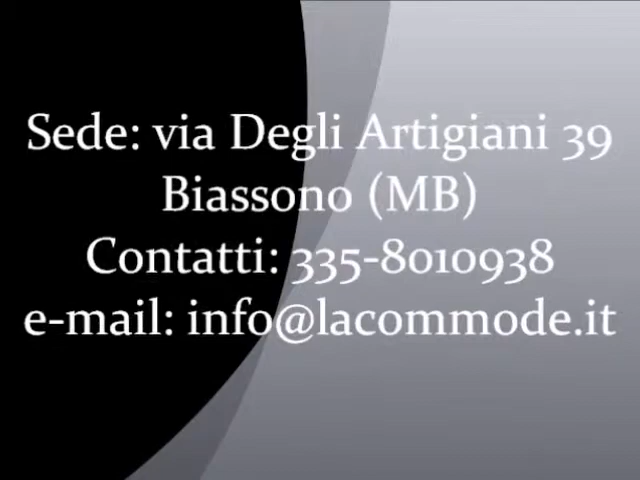 Sede: via Degli Artigiani 39
Biassono (MB)
Contatti: 335-8010938
e-mail: info@lacommode.it